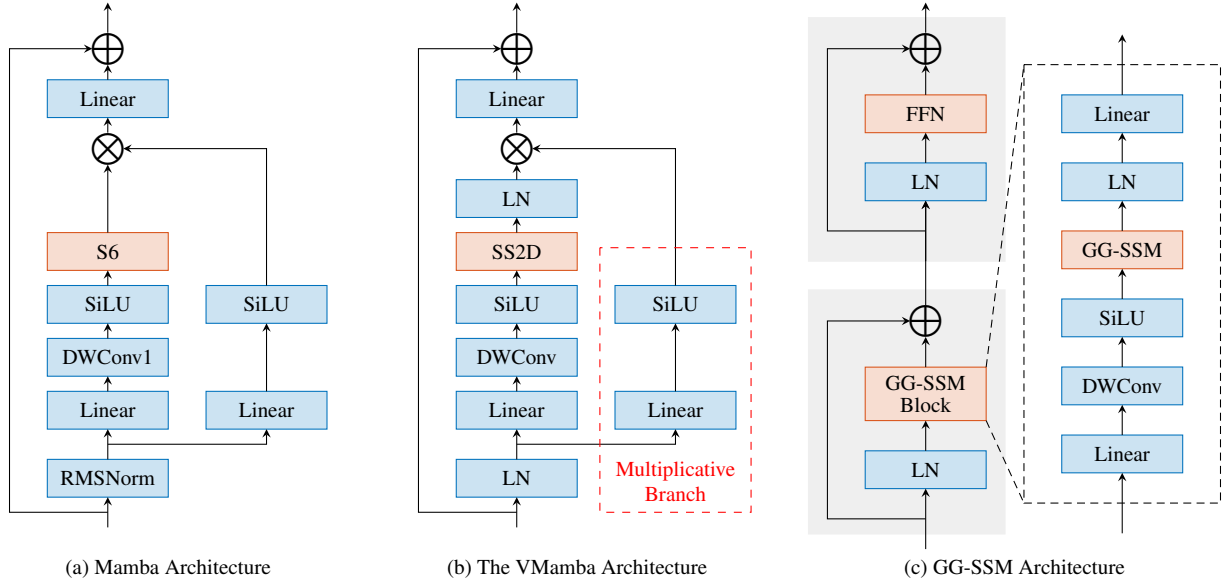 Linear
S6
SiLU
DWConv1
Linear
RMSNorm
SiLU
Linear
(a) Mamba Architecture
Linear
LN
SS2D
SiLU
DWConv
Linear
LN
SiLU
Linear
Multiplicative
Branch
(b) The VMamba Architecture
FFN
LN
GG-SSM
Block
LN
Linear
LN
GG-SSM
SiLU
DWConv
Linear
(c) GG-SSM Architecture